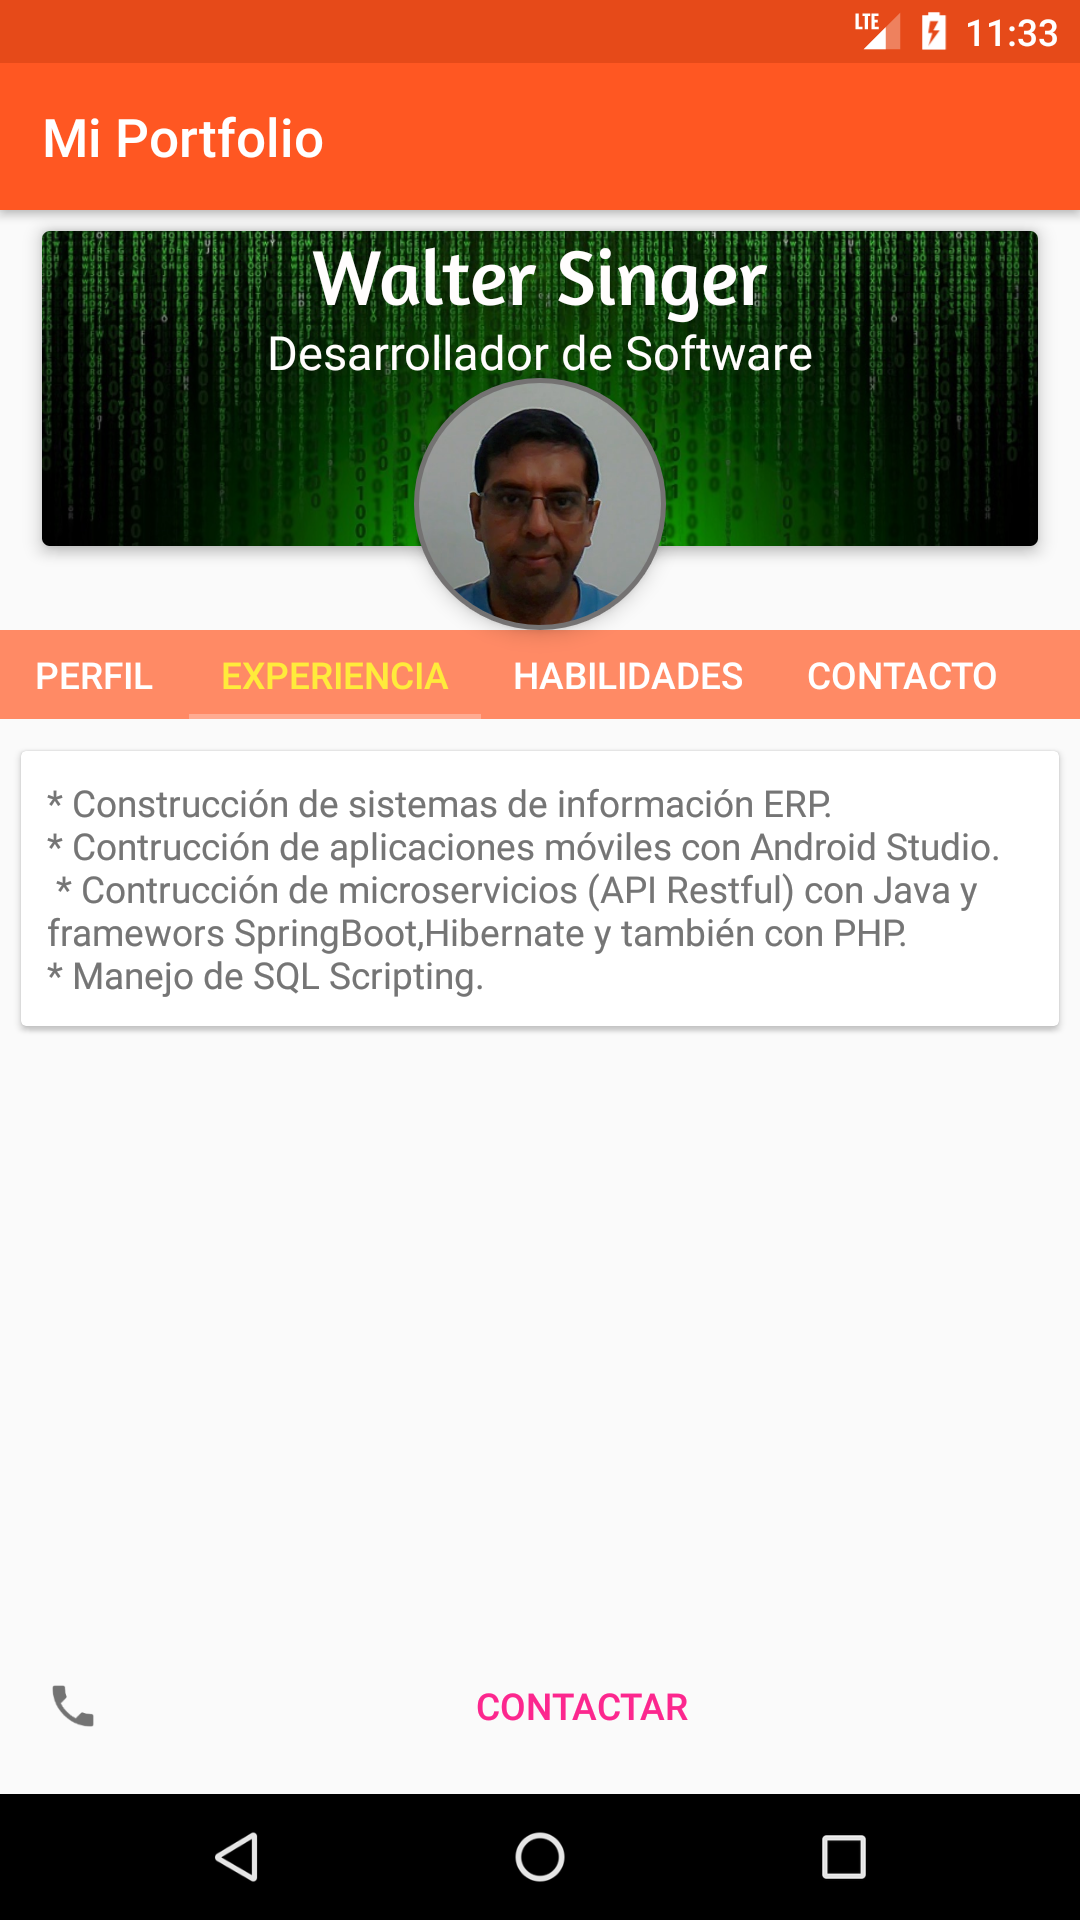 LTE 11:33
Mi Portfolio
Walter Singer
Desarrollador de Software
PERFIL EXPERIENCIA HABILIDADES CONTACTO
* Construcción de sistemas de información ERP.
* Contrucción de aplicaciones móviles con Android Studio.
* Contrucción de microservicios (API Restful) con Java y
framewors SpringBoot,Hibernate y también con PHP.
* Manejo de SQL Scripting.
CONTACTAR